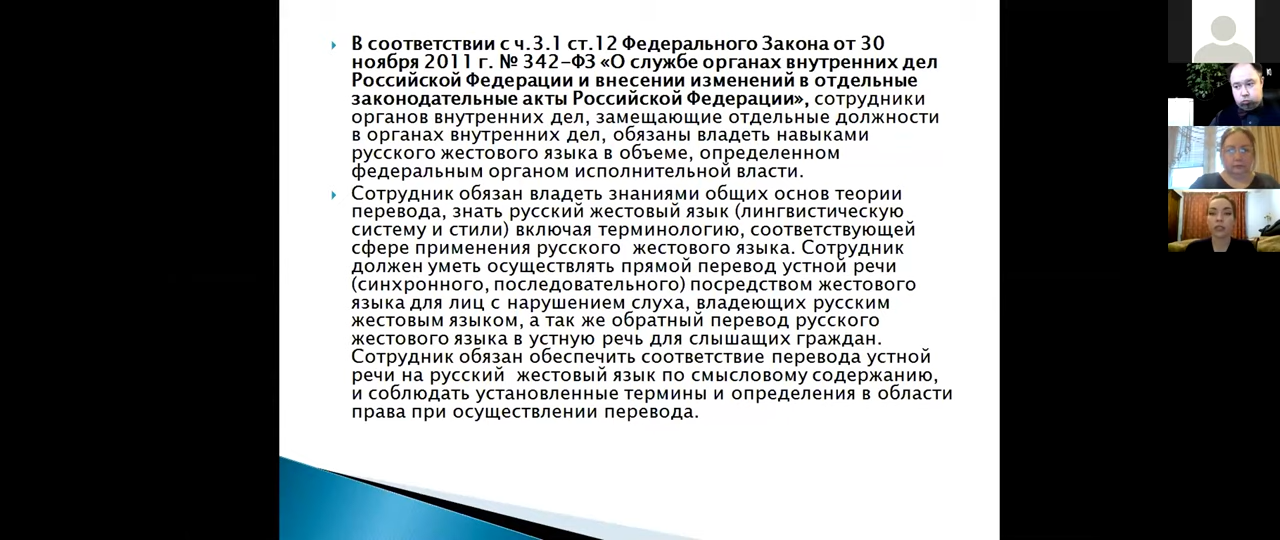 В соответствии с ч.3.1 ст.12 Федерального Закона от 30
ноября 2011 г. № 342-ФЗ «О службе органах внутренних дел
Российской Федерации и внесении изменений в отдельные
законодательные акты Российской Федерации», сотрудники
органов внутренних дел, замещающие отдельные должности
в органах внутренних дел, обязаны владеть навыками
русского жестового языка в объеме, определенном
федеральным органом исполнительной власти.
Сотрудник обязан владеть знаниями общих основ теории
перевода, знать русский жестовый язык (лингвистическую
систему и стили) включая терминологию, соответствующей
сфере применения русского жестового языка. Сотрудник
должен уметь осуществлять прямой перевод устной речи
(синхронного, последовательного) посредством жестового
языка для лиц с нарушением слуха, владеющих русским
жестовым языком, а так же обратный перевод русского
жестового языка в устную речь для слышащих граждан.
Сотрудник обязан обеспечить соответствие перевода устной
речи на русский жестовый язык по смысловому содержанию,
и соблюдать установленные термины и определения в области
права при осуществлении перевода.